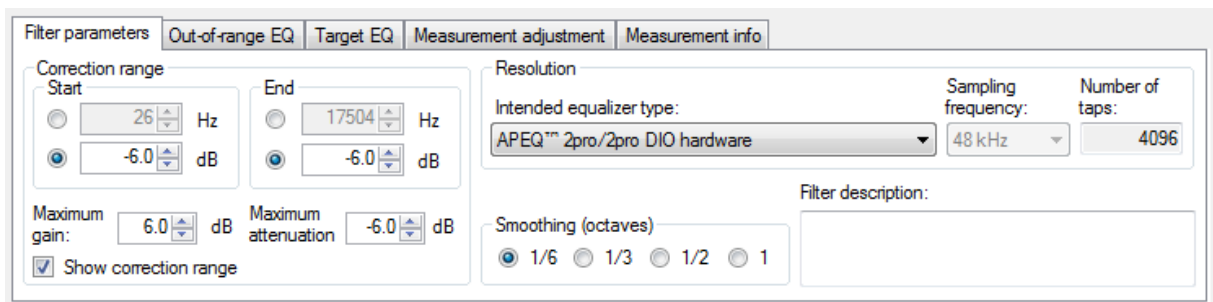 Filter parameters Out-of-range EQ Target EQ Measurement adjustment Measurement info
Correction range
Start
26 Hz
-6.0 dB
End
17504 Hz
-6.0 dB
Maximum
gain:
6.0 dB
Maximum
attenuation
-6.0 dB
Show correction range
Resolution
Intended equalizer type:
APEQ™ 2pro/2pro DIO hardware
Sampling
frequency:
48 kHz
Number of
taps:
4096
Smoothing (octaves)
1/6 1/3 1/2 1
Filter description: